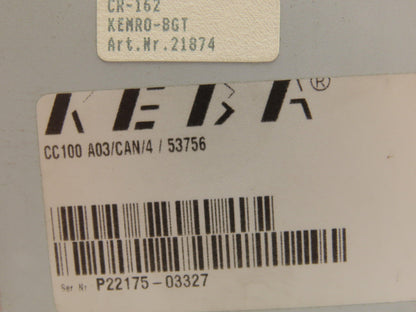 CR-162
KEMRO-BGT
Art.Nr.21874
KEBA®
CC100 A03/CAN/4 / 53756
Ser Nr P22175-03327